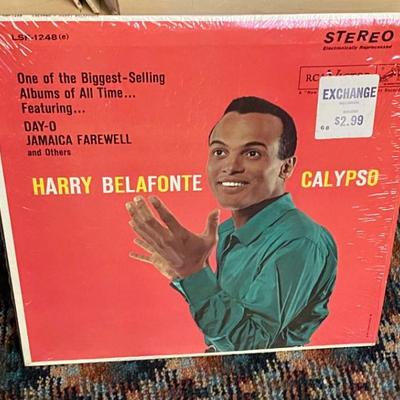 LSP-1248(e)
STEREO
Electronically Reprocessed
One of the Biggest-Selling
Albums of All Time...
Featuring...
DAY-O
JAMAICA FAREWELL
and Others
EXCHANGE
$2.99
HARRY BELAFONTE CALYPSO